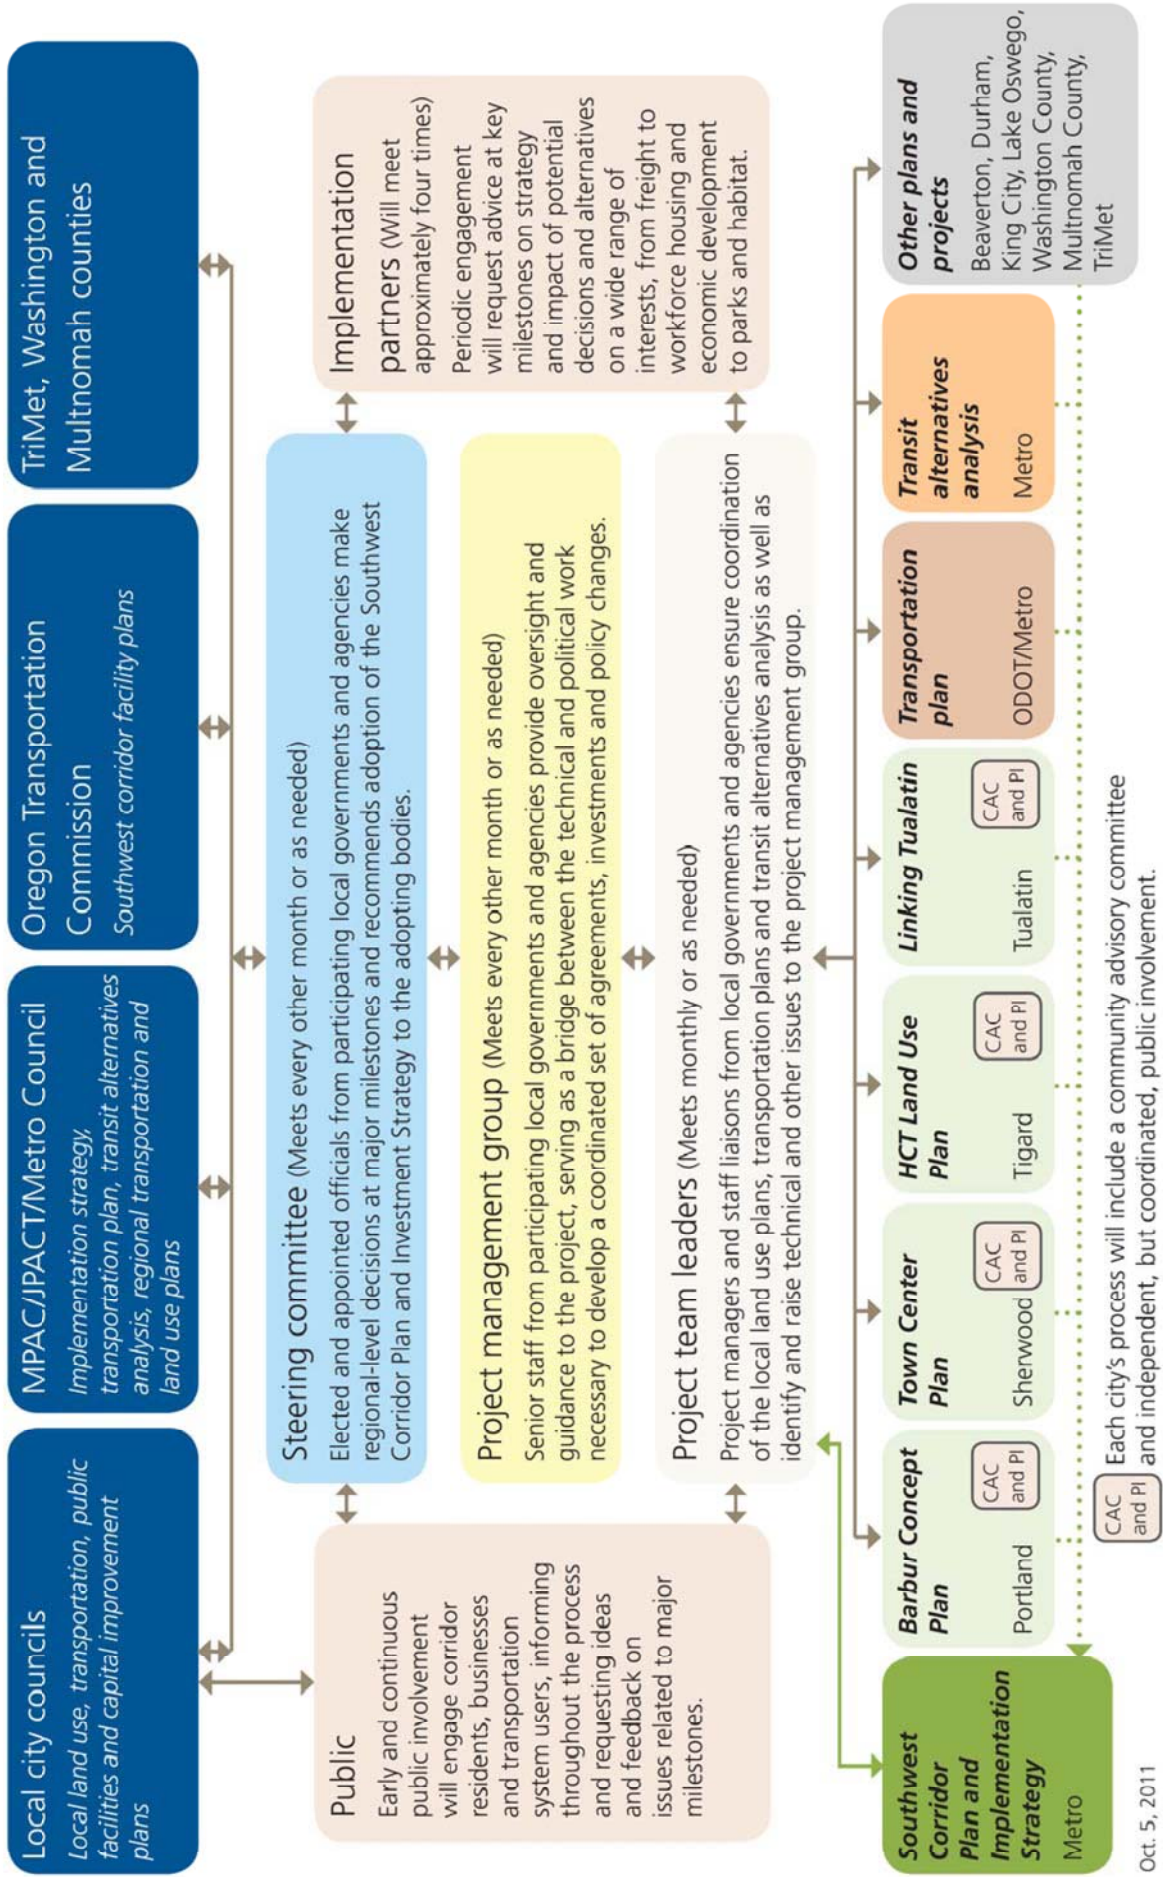 Local city councils
Local land use, transportation, public
facilities and capital improvement
plans
MPAC/JPACT/Metro Council
Implementation strategy,
transportation plan, transit alternatives
analysis, regional transportation and
land use plans
Oregon Transportation
Commission
Southwest corridor facility plans
TriMet, Washington and
Multnomah counties
Public
Early and continuous
public involvement
will engage corridor
residents, businesses
and transportation
system users, informing
throughout the process
and requesting ideas
and feedback on
issues related to major
milestones.
Steering committee (Meets every other month or as needed)
Elected and appointed officials from participating local governments and agencies make
regional-level decisions at major milestones and recommends adoption of the Southwest
Corridor Plan and Investment Strategy to the adopting bodies.
Project management group (Meets every other month or as needed)
Senior staff from participating local governments and agencies provide oversight and
guidance to the project, serving as a bridge between the technical and political work
necessary to develop a coordinated set of agreements, investments and policy changes.
Project team leaders (Meets monthly or as needed)
Project managers and staff liaisons from local governments and agencies ensure coordination
of the local land use plans, transportation plans and transit alternatives analysis as well as
identify and raise technical and other issues to the project management group.
Implementation
partners (Will meet
approximately four times)
Periodic engagement
will request advice at key
milestones on strategy
and impact of potential
decisions and alternatives
on a wide range of
interests, from freight to
workforce housing and
economic development
to parks and habitat.
Southwest
Corridor
Plan and
Implementation
Strategy
Metro
Barbur Concept
Plan
Portland
CAC
and PI
Town Center
Plan
Sherwood
CAC
and PI
HCT Land Use
Plan
Tigard
CAC
and PI
Linking Tualatin
Tualatin
CAC
and PI
Transportation
plan
ODOT/Metro
Transit
alternatives
analysis
Metro
Other plans and
projects
Beaverton, Durham,
King City, Lake Oswego,
Washington County,
Multnomah County,
TriMet
CAC
and PI
Each city's process will include a community advisory committee
and independent, but coordinated, public involvement.
Oct. 5, 2011